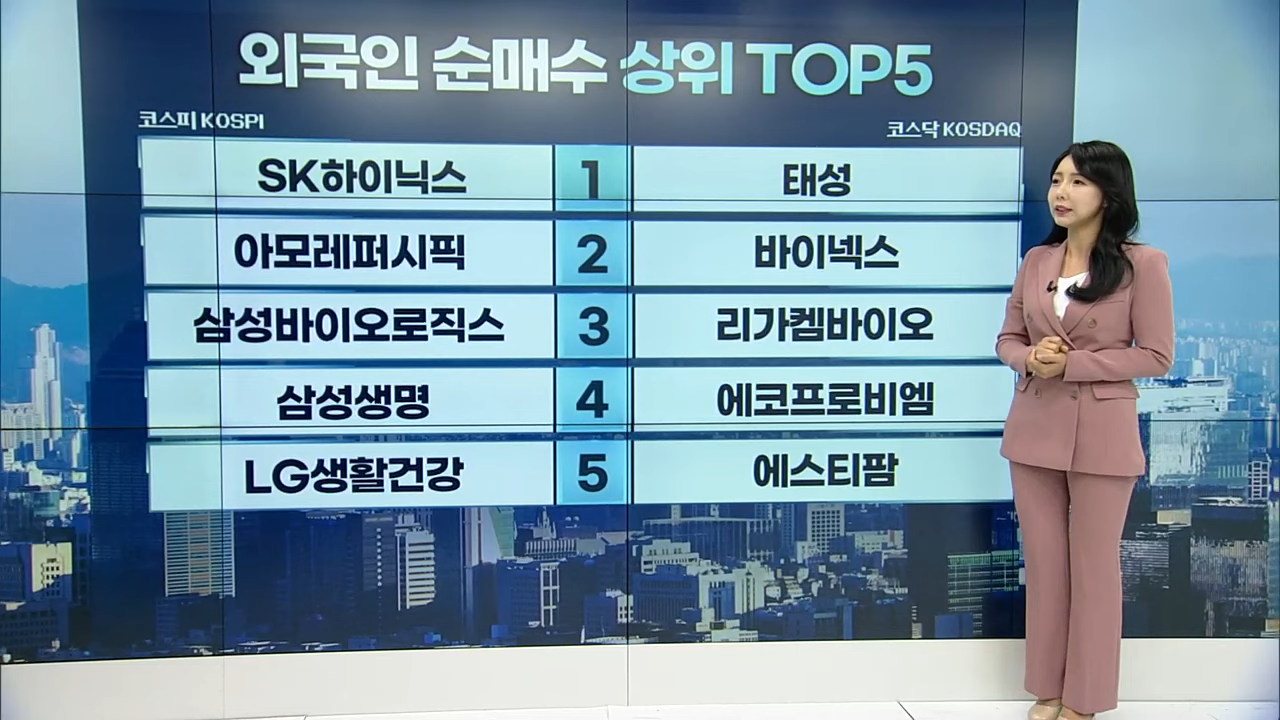 외국인 순매수 상위 TOP5
코스피 KOSPI
코스닥 KOSDAQ
SK하이닉스 1 태성
아모레퍼시픽 2 바이넥스
삼성바이오로직스 3 리가켐바이오
삼성생명 4 에코프로비엠
LG생활건강 5 에스티팜